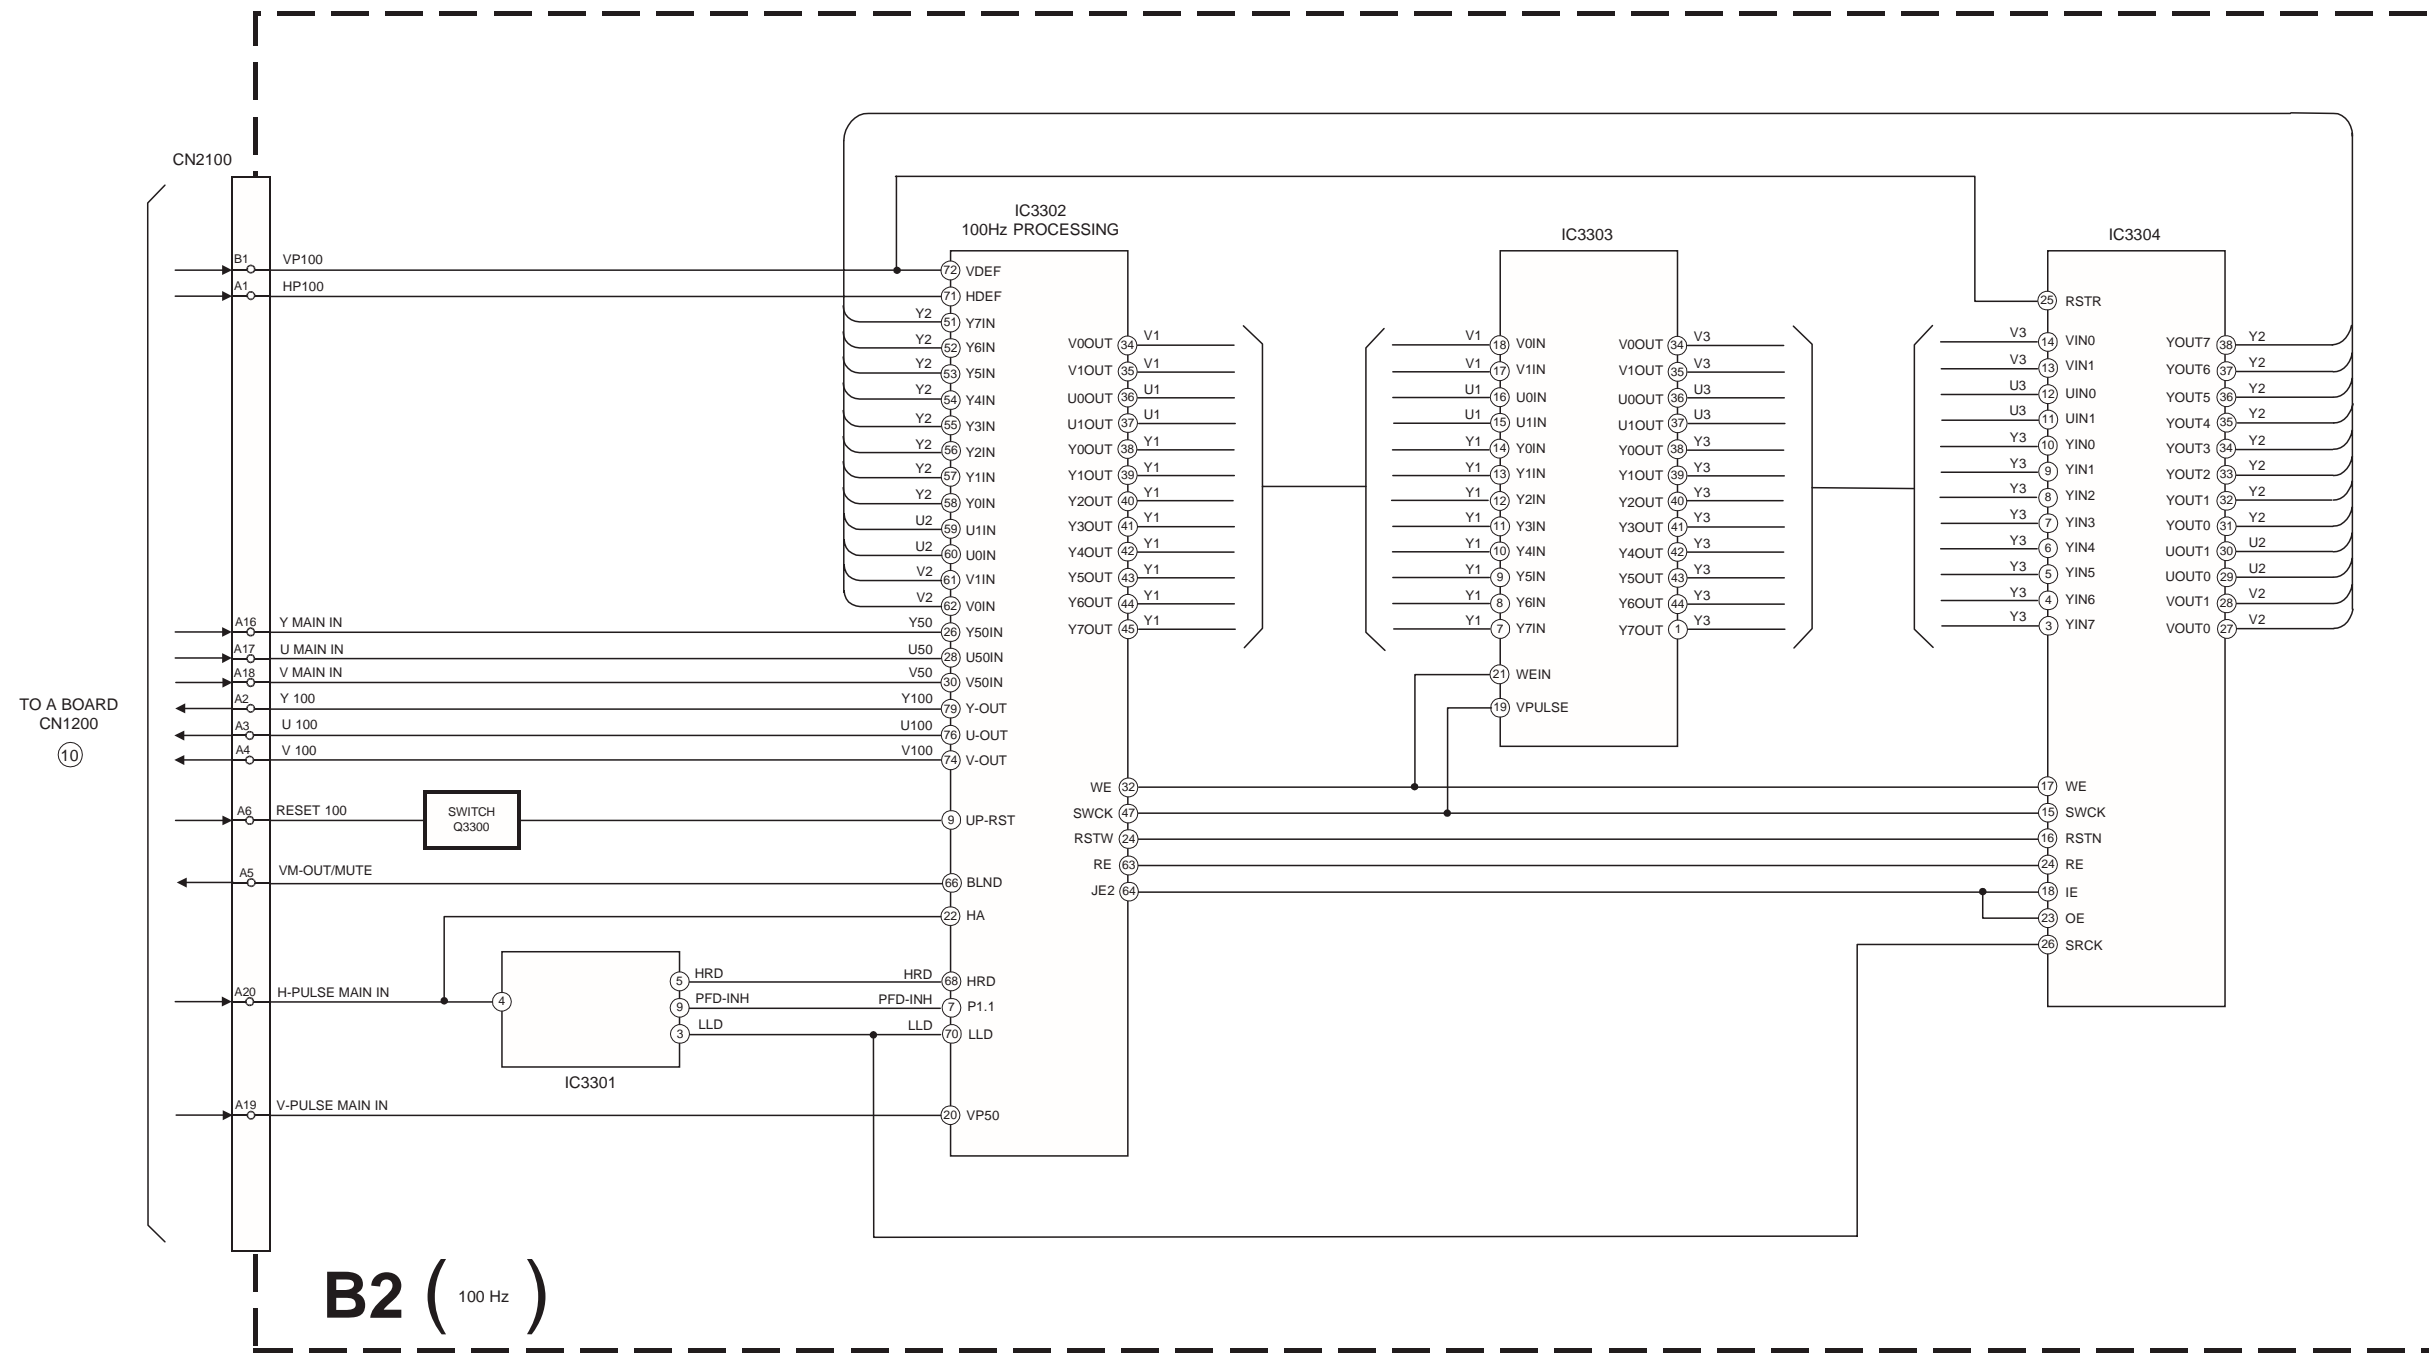 CN2100
TO A BOARD
CN1200
10
B1 VP100
A1 HP100
A16 Y MAIN IN
A17 U MAIN IN
A18 V MAIN IN
A2 Y 100
A3 U 100
A4 V 100
A6 RESET 100
A5 VM-OUT/MUTE
A20 H-PULSE MAIN IN
A19 V-PULSE MAIN IN
SWITCH
Q3300
4
5 HRD
9 PFD-INH
3 LLD
IC3301
IC3302
100Hz PROCESSING
72 VDEF
71 HDEF
Y2 51 Y7IN
Y2 52 Y6IN
Y2 53 Y5IN
Y2 54 Y4IN
Y2 55 Y3IN
Y2 56 Y2IN
Y2 57 Y1IN
Y2 58 Y0IN
U2 59 U1IN
U2 60 U0IN
V2 61 V1IN
V2 62 V0IN
Y50 26 Y50IN
U50 28 U50IN
V50 30 V50IN
Y100 79 Y-OUT
U100 76 U-OUT
V100 74 V-OUT
9 UP-RST
66 BLND
22 HA
HRD 68 HRD
PFD-INH 7 P1.1
LLD 70 LLD
20 VP50
V0OUT 34 V1
V1OUT 35 V1
U0OUT 36 U1
U1OUT 37 U1
Y0OUT 38 Y1
Y1OUT 39 Y1
Y2OUT 40 Y1
Y3OUT 41 Y1
Y4OUT 42 Y1
Y5OUT 43 Y1
Y6OUT 44 Y1
Y7OUT 45 Y1
WE 32
SWCK 47
RSTW 24
RE 63
JE2 64
IC3303
V1 18 V0IN
V1 17 V1IN
U1 16 U0IN
U1 15 U1IN
Y1 14 Y0IN
Y1 13 Y1IN
Y1 12 Y2IN
Y1 11 Y3IN
Y1 10 Y4IN
Y1 9 Y5IN
Y1 8 Y6IN
Y1 7 Y7IN
21 WEIN
19 VPULSE
V0OUT 34 V3
V1OUT 35 V3
U0OUT 36 U3
U1OUT 37 U3
Y0OUT 38 Y3
Y1OUT 39 Y3
Y2OUT 40 Y3
Y3OUT 41 Y3
Y4OUT 42 Y3
Y5OUT 43 Y3
Y6OUT 44 Y3
Y7OUT 1 Y3
IC3304
25 RSTR
V3 14 VIN0
V3 13 VIN1
U3 12 UIN0
U3 11 UIN1
Y3 10 YIN0
Y3 9 YIN1
Y3 8 YIN2
Y3 7 YIN3
Y3 6 YIN4
Y3 5 YIN5
Y3 4 YIN6
Y3 3 YIN7
17 WE
15 SWCK
16 RSTN
24 RE
18 IE
23 OE
26 SRCK
YOUT7 38 Y2
YOUT6 37 Y2
YOUT5 36 Y2
YOUT4 35 Y2
YOUT3 34 Y2
YOUT2 33 Y2
YOUT1 32 Y2
YOUT0 31 Y2
UOUT1 30 U2
UOUT0 29 U2
VOUT1 28 V2
VOUT0 27 V2
B2 ( 100 Hz )